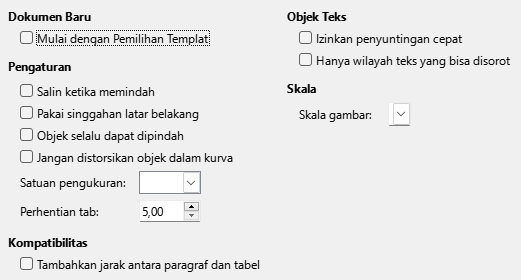 Dokumen Baru
Mulai dengan Pemilihan Templat
Pengaturan
Salin ketika memindah
Pakai singgahan latar belakang
Objek selalu dapat dipindah
Jangan distorsikan objek dalam kurva
Satuan pengukuran:
Perhentian tab: 5,00
Kompatibilitas
Tambahkan jarak antara paragraf dan tabel
Objek Teks
Izinkan penyuntingan cepat
Hanya wilayah teks yang bisa disorot
Skala
Skala gambar: